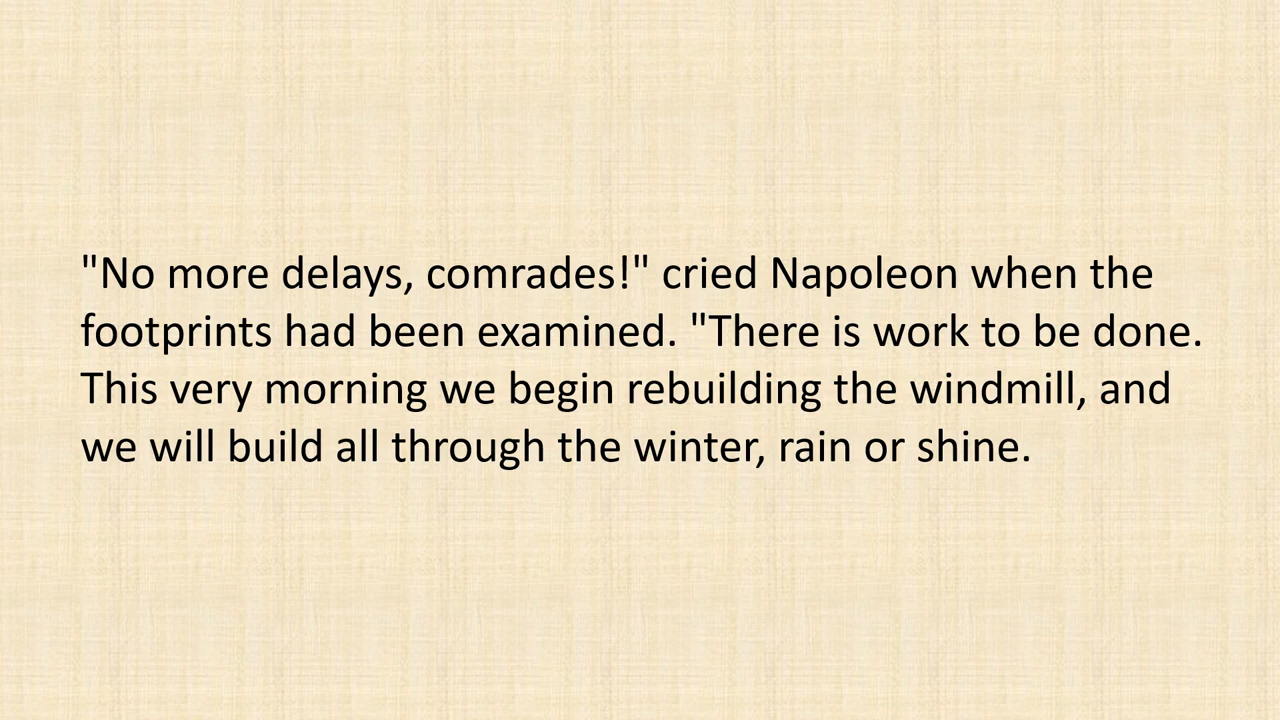 "No more delays, comrades!" cried Napoleon when the
footprints had been examined. "There is work to be done.
This very morning we begin rebuilding the windmill, and
we will build all through the winter, rain or shine.